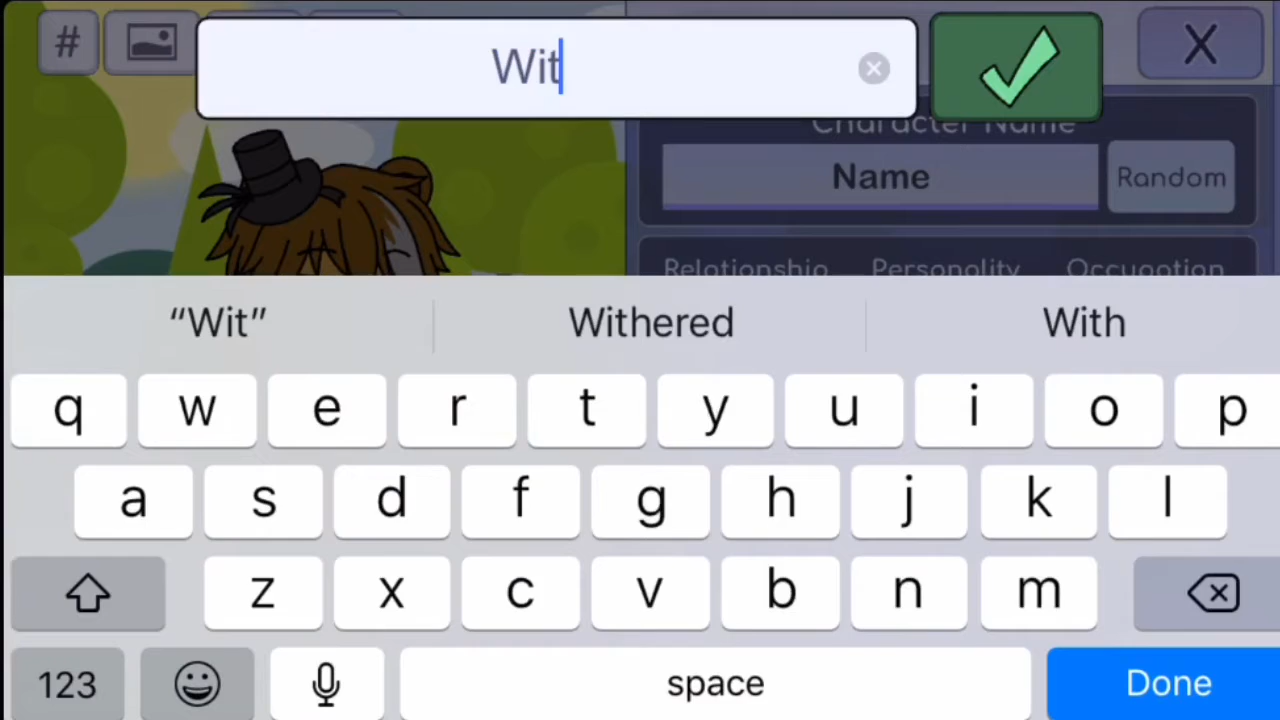 #
Wit
X
Character Name
Name
Random
Relationship Personality Occupation
“Wit” Withered With
q w e r t y u i o p
a s d f g h j k l
z x c v b n m
123 space Done